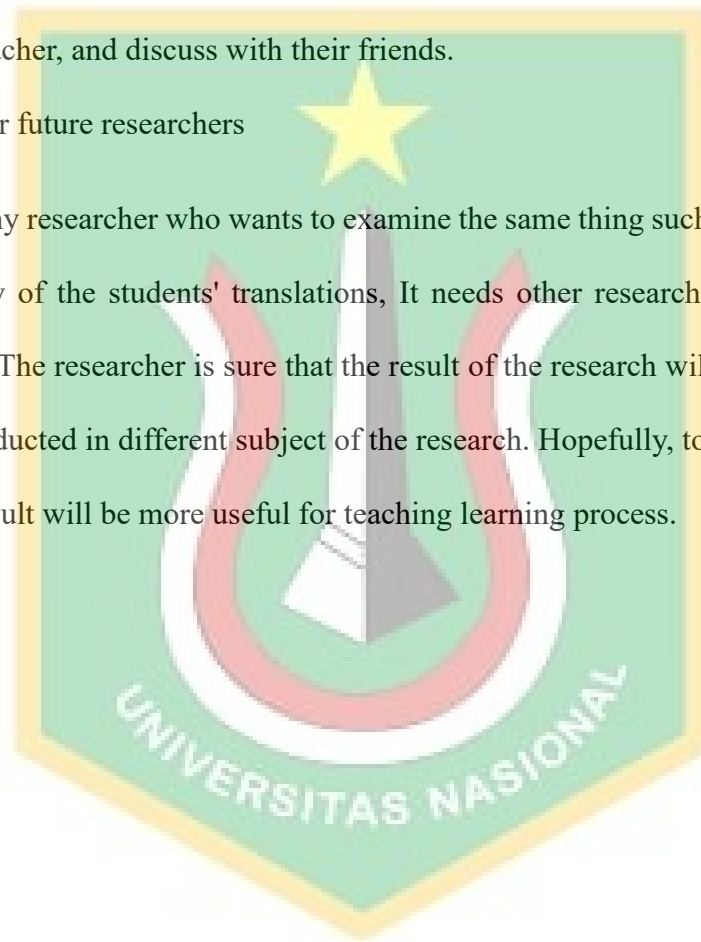 cher, and discuss with their friends.
r future researchers
ny researcher who wants to examine the same thing such
of the students' translations, It needs other research
The researcher is sure that the result of the research wil
ducted in different subject of the research. Hopefully, to
ult will be more useful for teaching learning process.
UNIVERSITAS NASIONAL